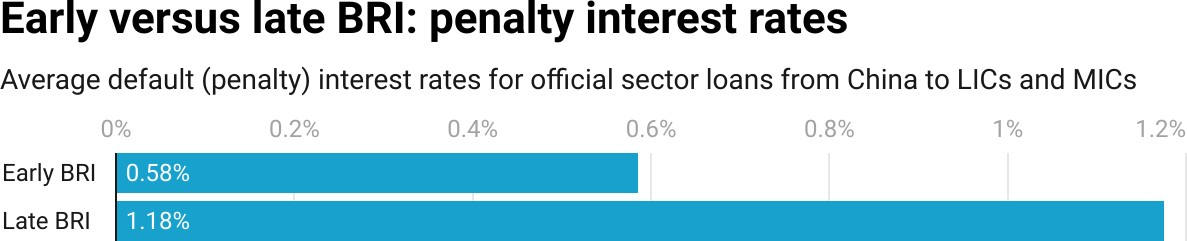 Early versus late BRI: penalty interest rates
Average default (penalty) interest rates for official sector loans from China to LICs and MICs
0% 0.2% 0.4% 0.6% 0.8% 1% 1.2%
Early BRI 0.58%
Late BRI 1.18%